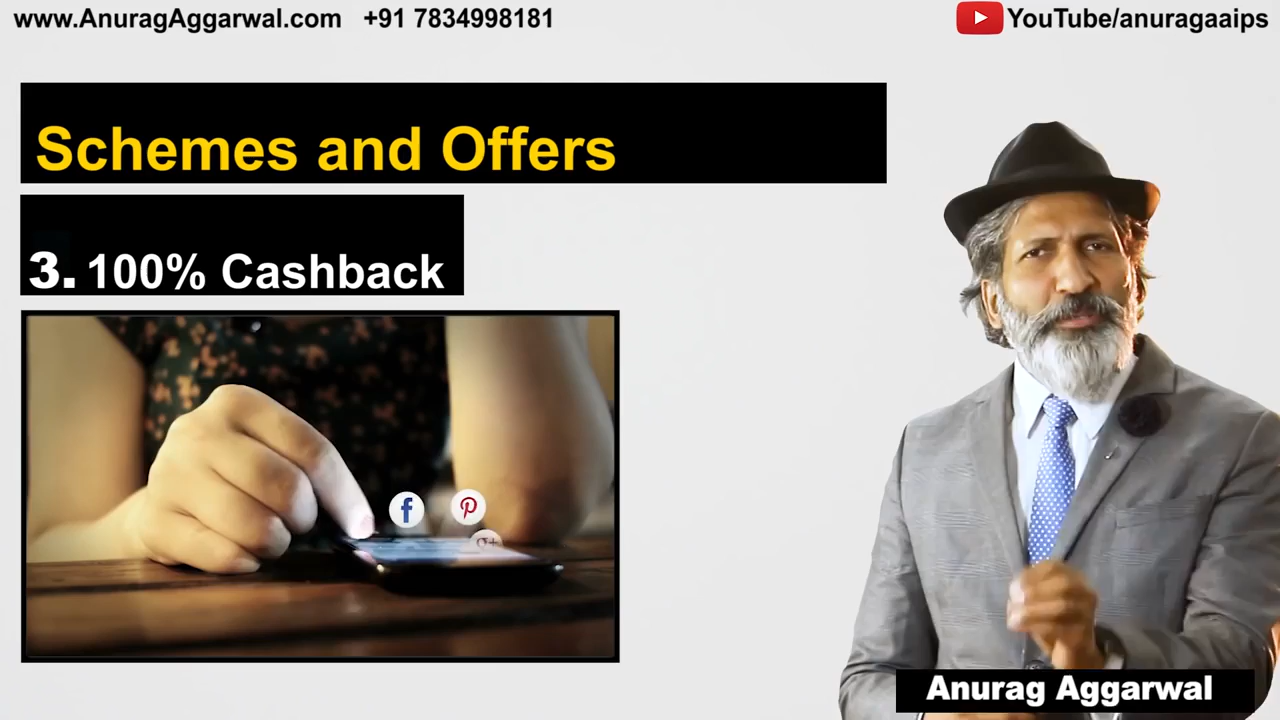 www.AnuragAggarwal.com +91 7834998181
YouTube/anuragaaips
Schemes and Offers
3. 100% Cashback
f
G+
Anurag Aggarwal